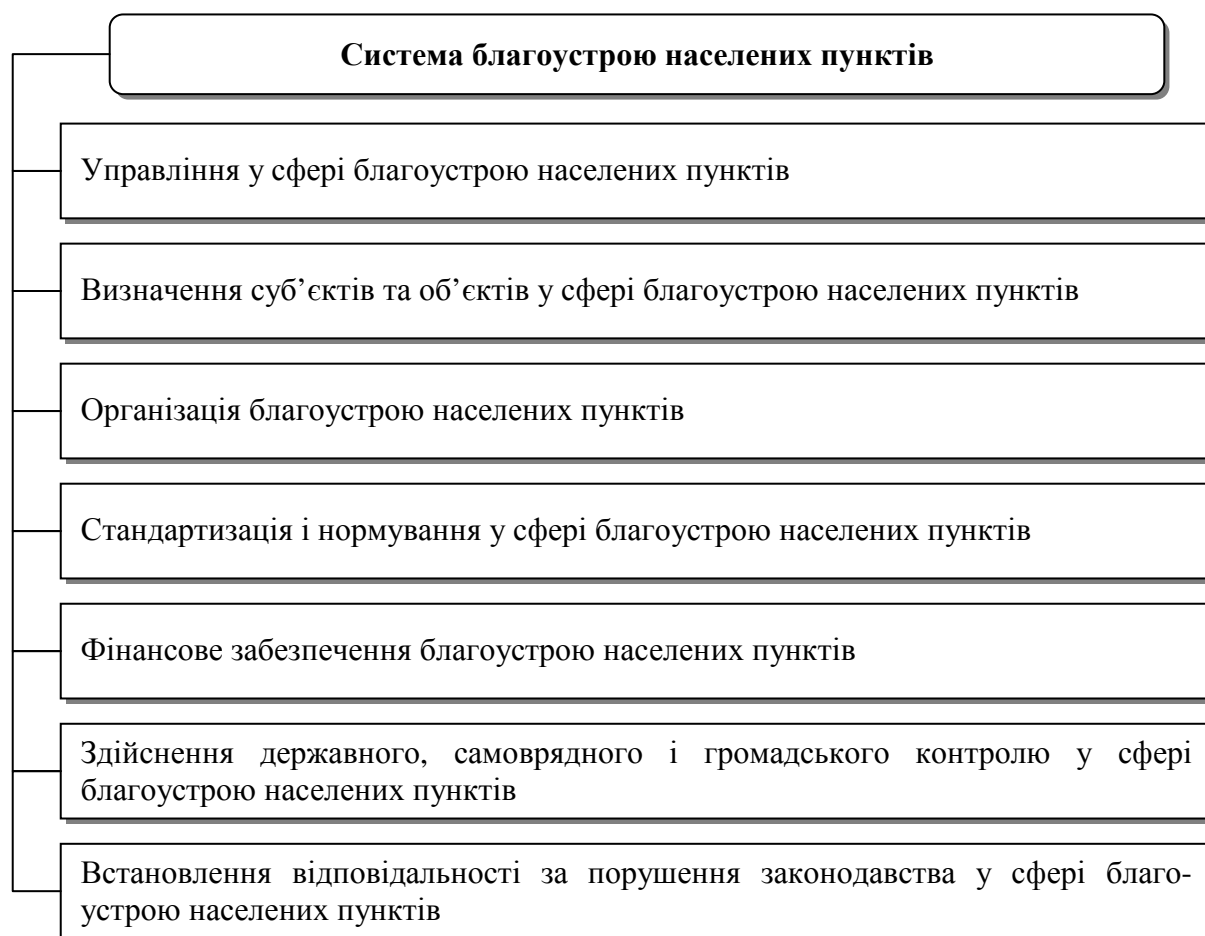 Система благоустрою населених пунктів
Управління у сфері благоустрою населених пунктів
Визначення суб’єктів та об’єктів у сфері благоустрою населених пунктів
Організація благоустрою населених пунктів
Стандартизація і нормування у сфері благоустрою населених пунктів
Фінансове забезпечення благоустрою населених пунктів
Здійснення державного, самоврядного і громадського контролю у сфері
благоустрою населених пунктів
Встановлення відповідальності за порушення законодавства у сфері благо-
устрою населених пунктів